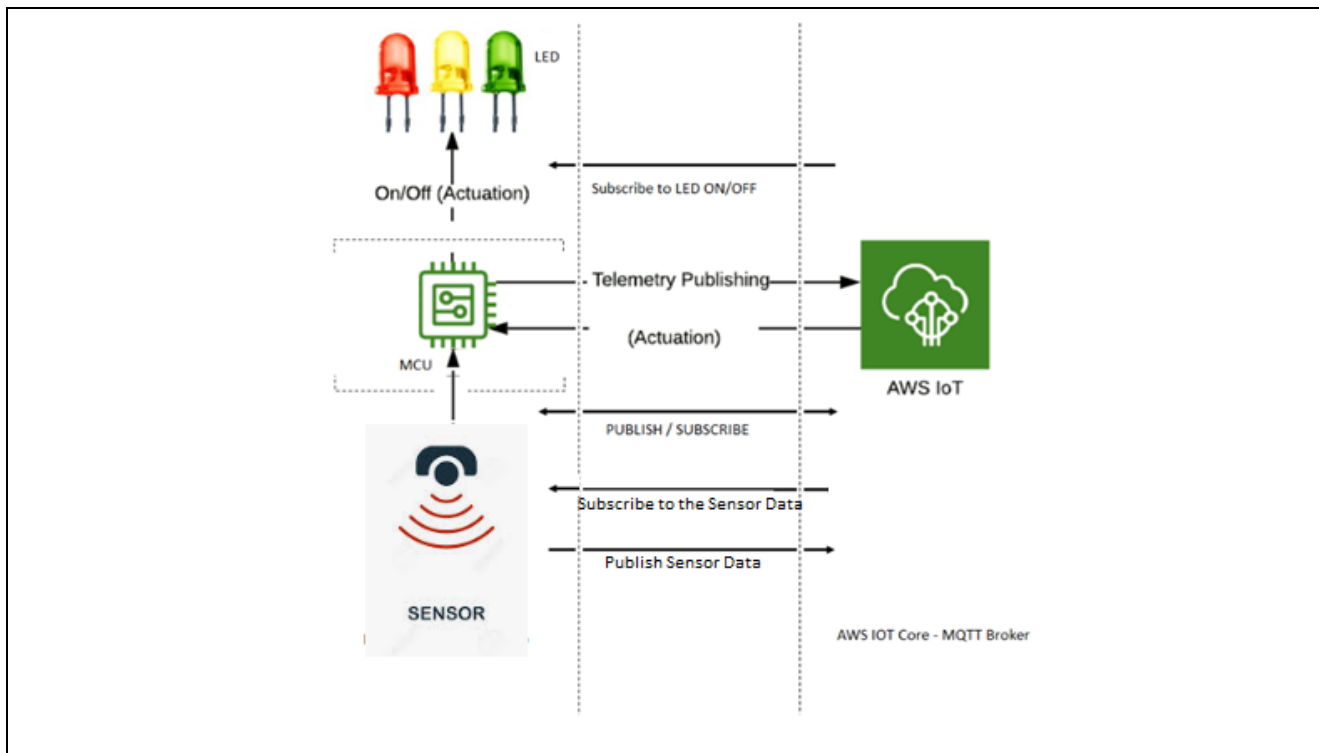 LED
On/Off (Actuation)
Subscribe to LED ON/OFF
Telemetry Publishing
(Actuation)
MCU
AWS IoT
PUBLISH / SUBSCRIBE
Subscribe to the Sensor Data
Publish Sensor Data
SENSOR
AWS IOT Core - MQTT Broker